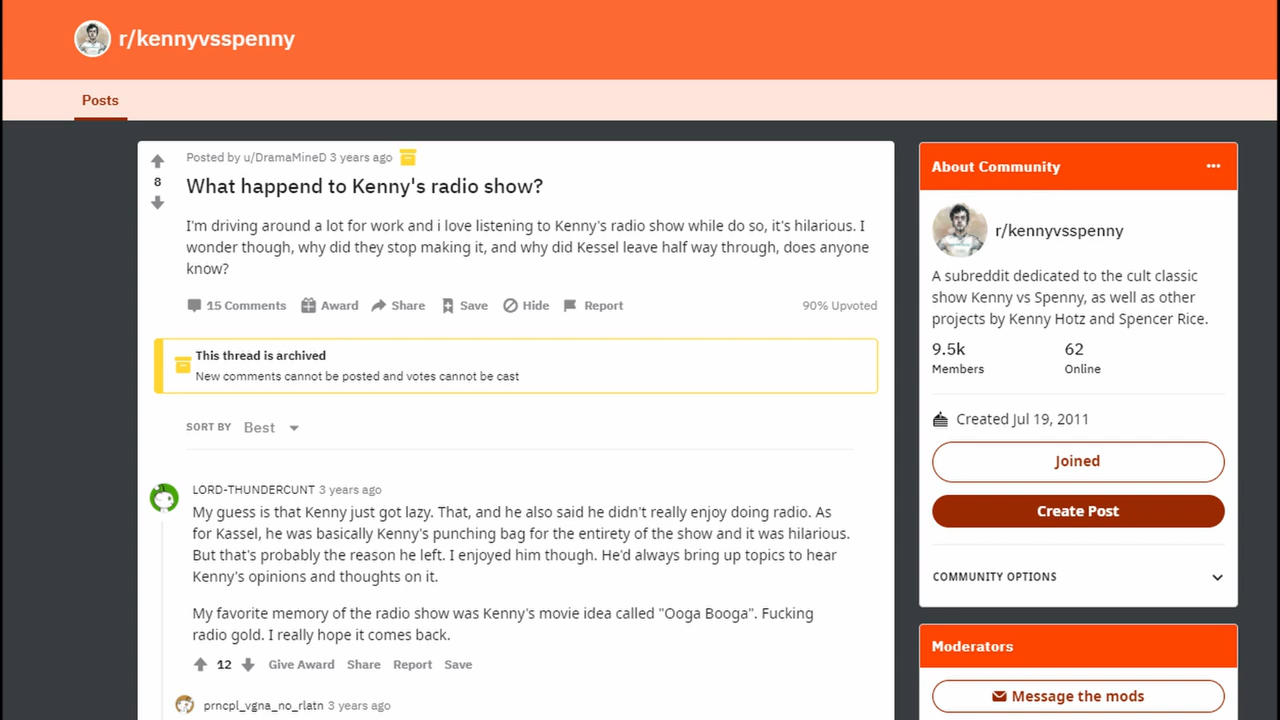 r/kennyvsspenny
Posts
Posted by u/DramaMineD 3 years ago
8
What happend to Kenny's radio show?
I'm driving around a lot for work and i love listening to Kenny's radio show while do so, it's hilarious. I
wonder though, why did they stop making it, and why did Kessel leave half way through, does anyone
know?
15 Comments Award Share Save Hide Report 90% Upvoted
This thread is archived
New comments cannot be posted and votes cannot be cast
SORT BY Best
LORD-THUNDERCUNT 3 years ago
My guess is that Kenny just got lazy. That, and he also said he didn't really enjoy doing radio. As
for Kassel, he was basically Kenny's punching bag for the entirety of the show and it was hilarious.
But that's probably the reason he left. I enjoyed him though. He'd always bring up topics to hear
Kenny's opinions and thoughts on it.
My favorite memory of the radio show was Kenny's movie idea called "Ooga Booga". Fucking
radio gold. I really hope it comes back.
12 Give Award Share Report Save
prncpl_vgna_no_rlatn 3 years ago
About Community
r/kennyvsspenny
A subreddit dedicated to the cult classic
show Kenny vs Spenny, as well as other
projects by Kenny Hotz and Spencer Rice.
9.5k 62
Members Online
Created Jul 19, 2011
Joined
Create Post
COMMUNITY OPTIONS
Moderators
Message the mods